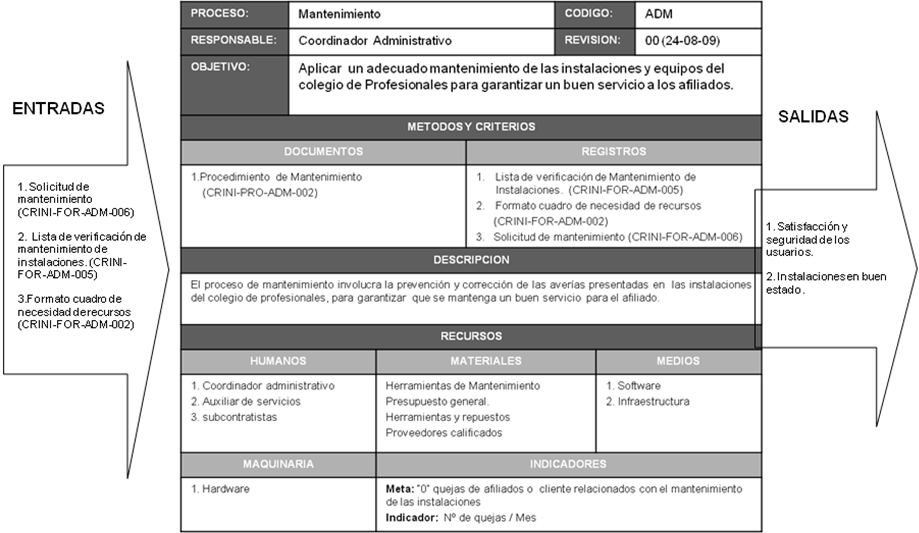 PROCESO: Mantenimiento CODIGO: ADM
RESPONSABLE: Coordinador Administrativo REVISION: 00 (24-08-09)
OBJETIVO: Aplicar un adecuado mantenimiento de las instalaciones y equipos del
colegio de Profesionales para garantizar un buen servicio a los afiliados.
ENTRADAS
1. Solicitud de
mantenimiento
(CRINI-FOR-ADM-006)
2. Lista de verificación de
mantenimiento de
instalaciones. (CRINI-
FOR-ADM-005)
3.Formato cuadro de
necesidad de recursos
(CRINI-FOR-ADM-002)
METODOS Y CRITERIOS
DOCUMENTOS
1.Procedimiento de Mantenimiento
(CRINI-PRO-ADM-002)
REGISTROS
1. Lista de verificación de Mantenimiento de
Instalaciones. (CRINI-FOR-ADM-005)
2. Formato cuadro de necesidad de recursos
(CRINI-FOR-ADM-002)
3. Solicitud de mantenimiento (CRINI-FOR-ADM-006)
DESCRIPCION
El proceso de mantenimiento involucra la prevención y corrección de las averías presentadas en las instalaciones
del colegio de profesionales, para garantizar que se mantenga un buen servicio para el afiliado.
RECURSOS
HUMANOS
1. Coordinador administrativo
2. Auxiliar de servicios
3. subcontratistas
MATERIALES
Herramientas de Mantenimiento
Presupuesto general.
Herramientas y repuestos
Proveedores calificados
MEDIOS
1. Software
2. Infraestructura
MAQUINARIA
1. Hardware
INDICADORES
Meta: "0" quejas de afiliados o cliente relacionados con el mantenimiento
de las instalaciones
Indicador: Nº de quejas / Mes
SALIDAS
1. Satisfacción y
seguridad de los
usuarios.
2. Instalaciones en buen
estado.